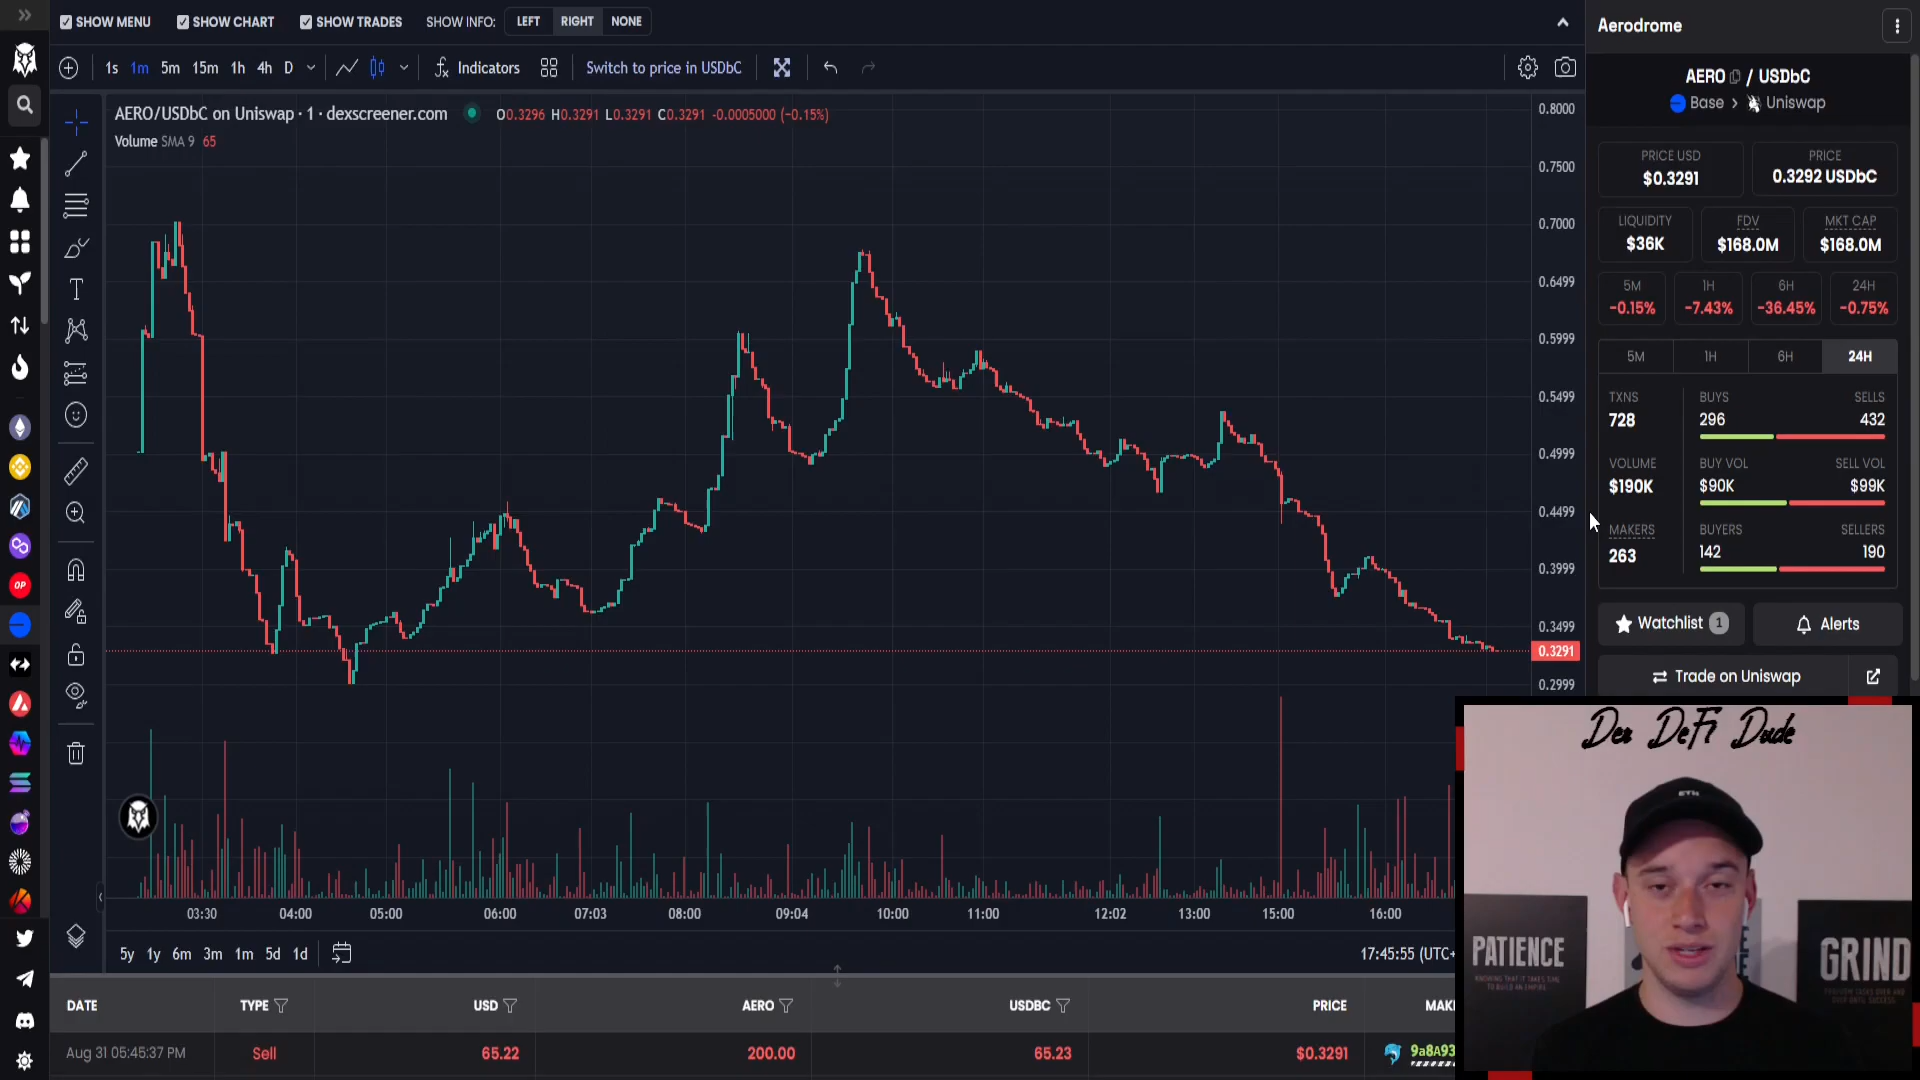 SHOW MENU SHOW CHART SHOW TRADES SHOW INFO: LEFT RIGHT NONE
1s 1m 5m 15m 1h 4h D Indicators Switch to price in USDbC
AERO/USDbC on Uniswap · 1 · dexscreener.com O0.3296 H0.3291 L0.3291 C0.3291 -0.0005000 (−0.15%)
Volume SMA 9 65
0.8000
0.7500
0.7000
0.6499
0.5999
0.5499
0.4999
0.4499
0.3999
0.3499
0.3291
0.2999
03:30 04:00 05:00 06:00 07:03 08:00 09:04 10:00 11:00 12:02 13:00 15:00 16:00
5y 1y 6m 3m 1m 5d 1d 17:45:55 (UTC+
DATE TYPE USD AERO USDBC PRICE MAK
Aug 31 05:45:37 PM Sell 65.22 200.00 65.23 $0.3291 9a8A93
OP
Aerodrome
AERO / USDbC
Base > Uniswap
PRICE USD PRICE
$0.3291 0.3292 USDbC
LIQUIDITY FDV MKT CAP
$36K $168.0M $168.0M
5M 1H 6H 24H
-0.15% -7.43% -36.45% -0.75%
5M 1H 6H 24H
TXNS BUYS SELLS
728 296 432
VOLUME BUY VOL SELL VOL
$190K $90K $99K
MAKERS BUYERS SELLERS
263 142 190
Watchlist 1 Alerts
Trade on Uniswap
Dex DeFi Dude
ETH
PATIENCE
GRIND